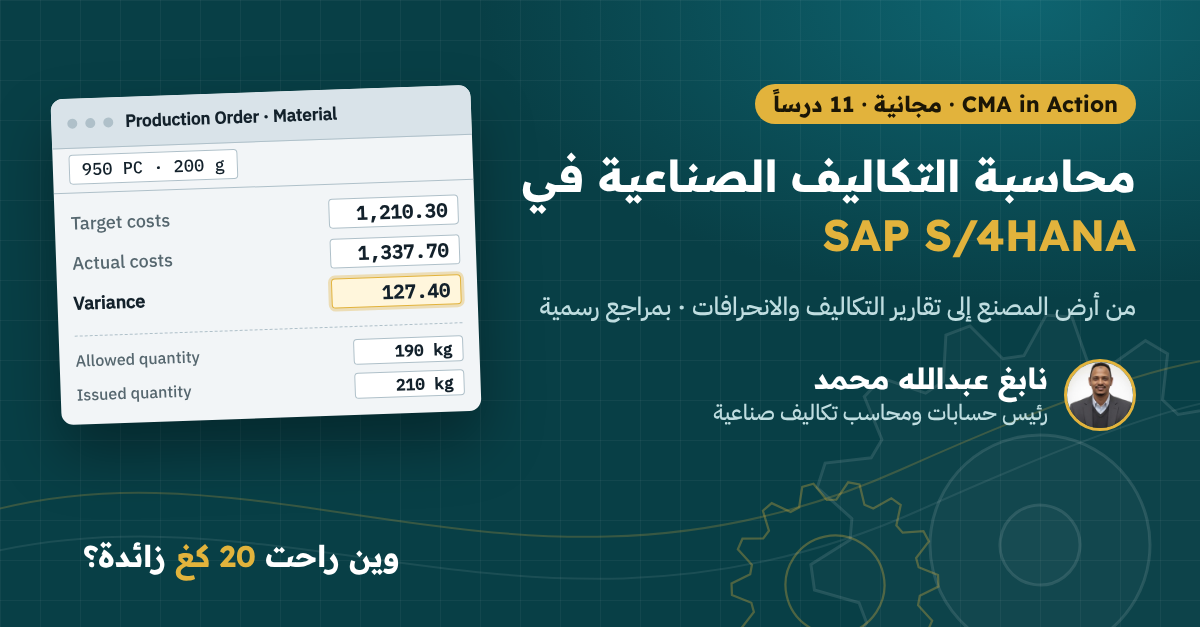 CMA in Action · مجانية · 11 درساً
محاسبة التكاليف الصناعية في
SAP S/4HANA
من أرض المصنع إلى تقارير التكاليف والانحرافات · بمراجع رسمية
نابغ عبدالله محمد
رئيس حسابات ومحاسب تكاليف صناعية
Production Order · Material
950 PC · 200 g
Target costs 1,210.30
Actual costs 1,337.70
Variance 127.40
Allowed quantity 190 kg
Issued quantity 210 kg
وين راحت 20 كغ زائدة؟